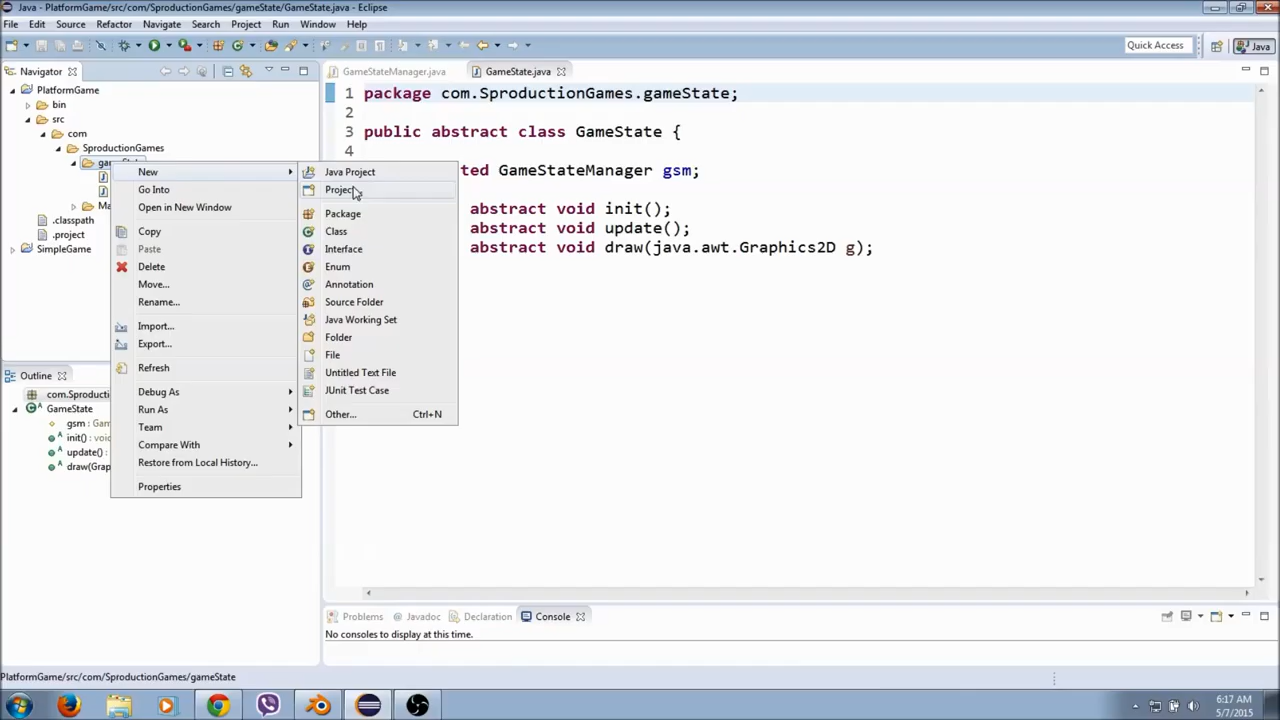 Java - PlatformGame/src/com/SproductionGames/gameState/GameState.java - Eclipse
File Edit Source Refactor Navigate Search Project Run Window Help
Quick Access Java
Navigator
GameStateManager.java GameState.java
PlatformGame
bin
src
com
SproductionGames
.classpath
.project
SimpleGame
1 package com.SproductionGames.gameState;
2
3 public abstract class GameState {
4
ted GameStateManager gsm;
abstract void init();
abstract void update();
abstract void draw(java.awt.Graphics2D g);
New
Go Into
Open in New Window
Copy
Paste
Delete
Move...
Rename...
Import...
Export...
Refresh
Debug As
Run As
Team
Compare With
Restore from Local History...
Properties
Java Project
Project
Package
Class
Interface
Enum
Annotation
Source Folder
Java Working Set
Folder
File
Untitled Text File
JUnit Test Case
Other... Ctrl+N
Outline
com.Sproducti
GameState
gsm : Gam
init() : voic
update() :
draw(Grap
Problems Javadoc Declaration Console
No consoles to display at this time.
PlatformGame/src/com/SproductionGames/gameState
6:17 AM
5/7/2015